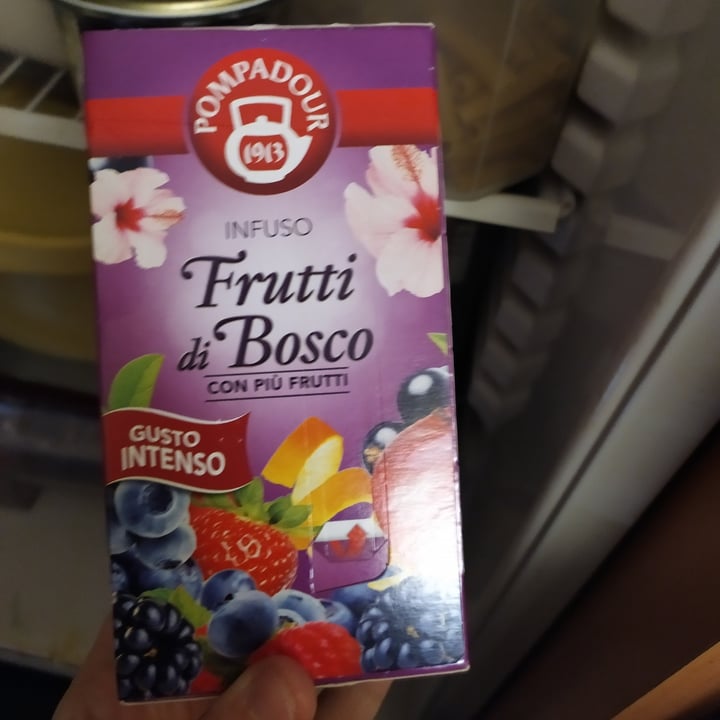 POMPADOUR
1913
INFUSO
Frutti
di Bosco
CON PIÙ FRUTTI
GUSTO
INTENSO